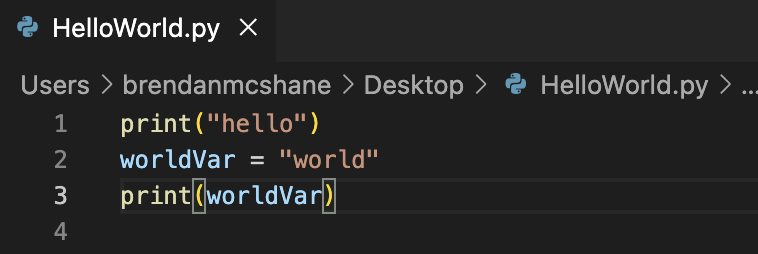 HelloWorld.py
Users > brendanmcshane > Desktop > HelloWorld.py > ...
1 print("hello")
2 worldVar = "world"
3 print(worldVar)
4